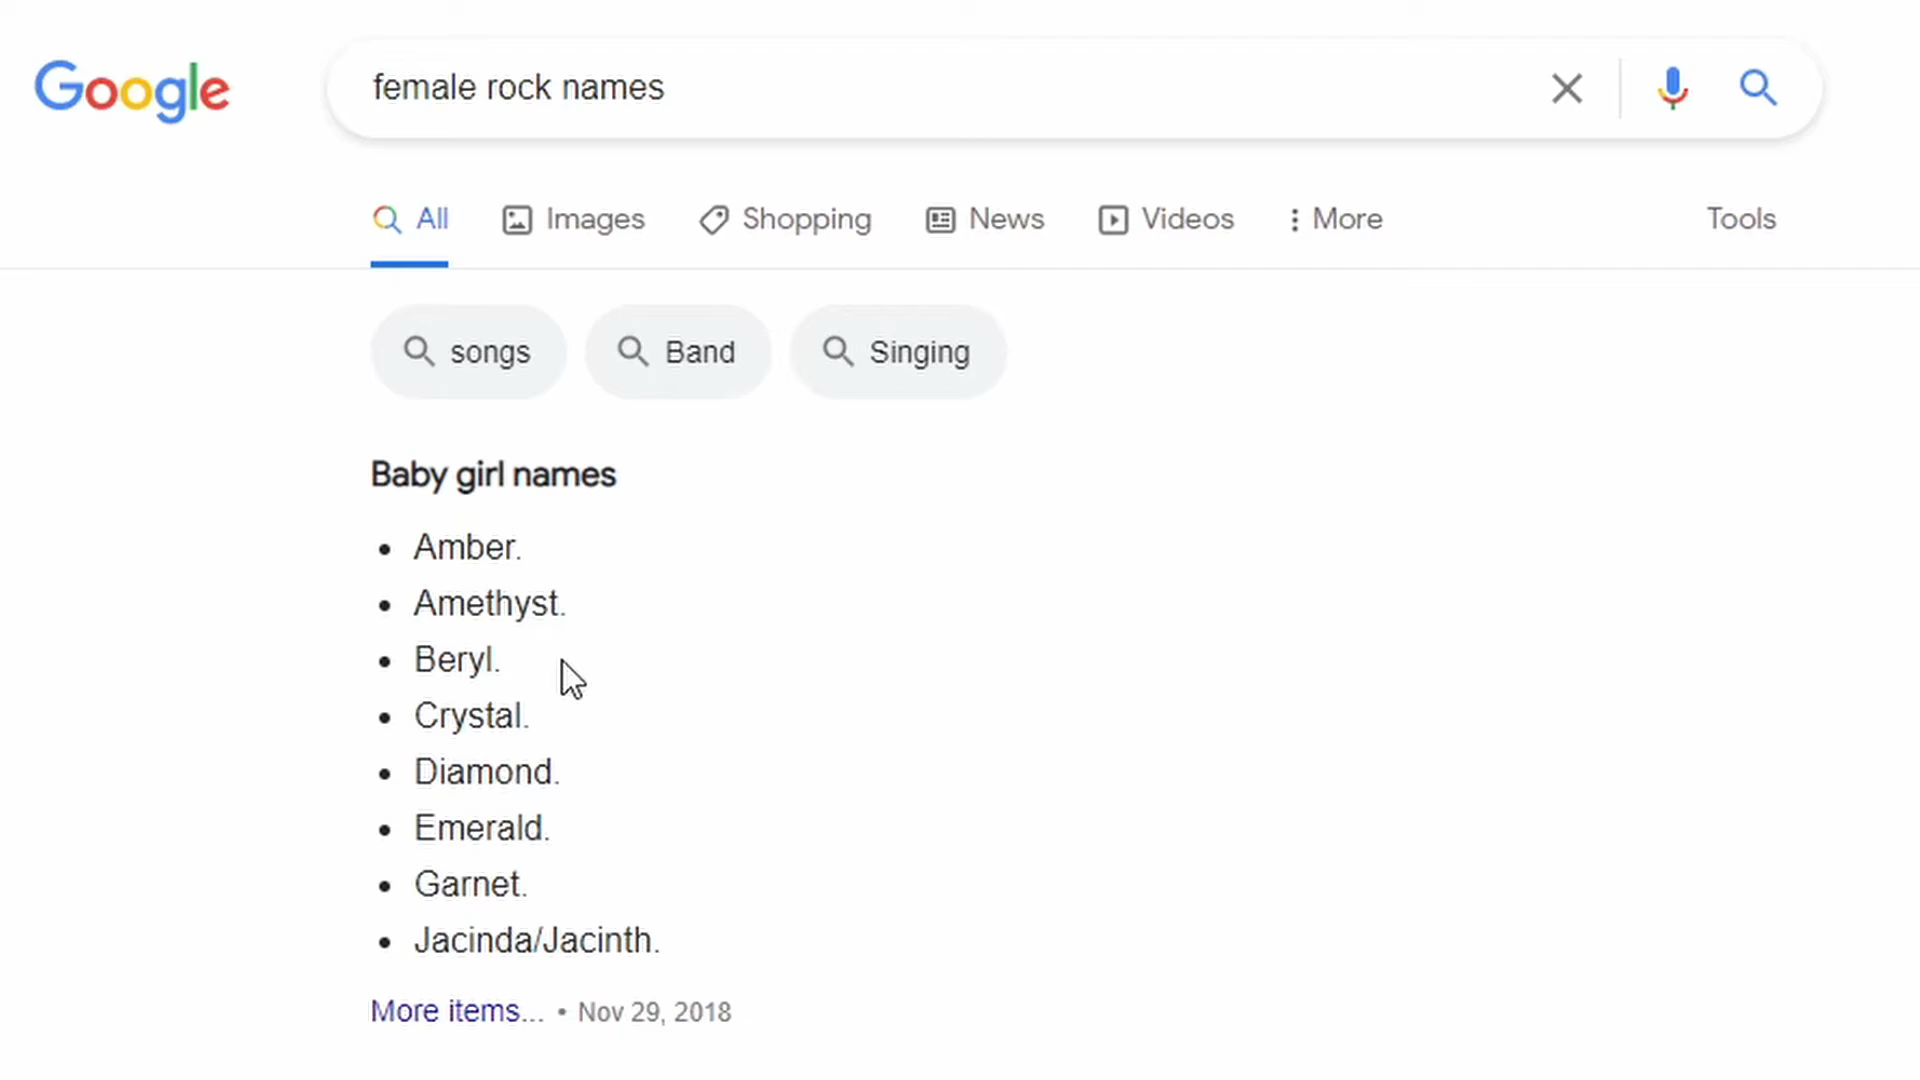 Google
female rock names
All Images Shopping News Videos More Tools
songs Band Singing
Baby girl names
• Amber.
• Amethyst.
• Beryl.
• Crystal.
• Diamond.
• Emerald.
• Garnet.
• Jacinda/Jacinth.
More items... • Nov 29, 2018